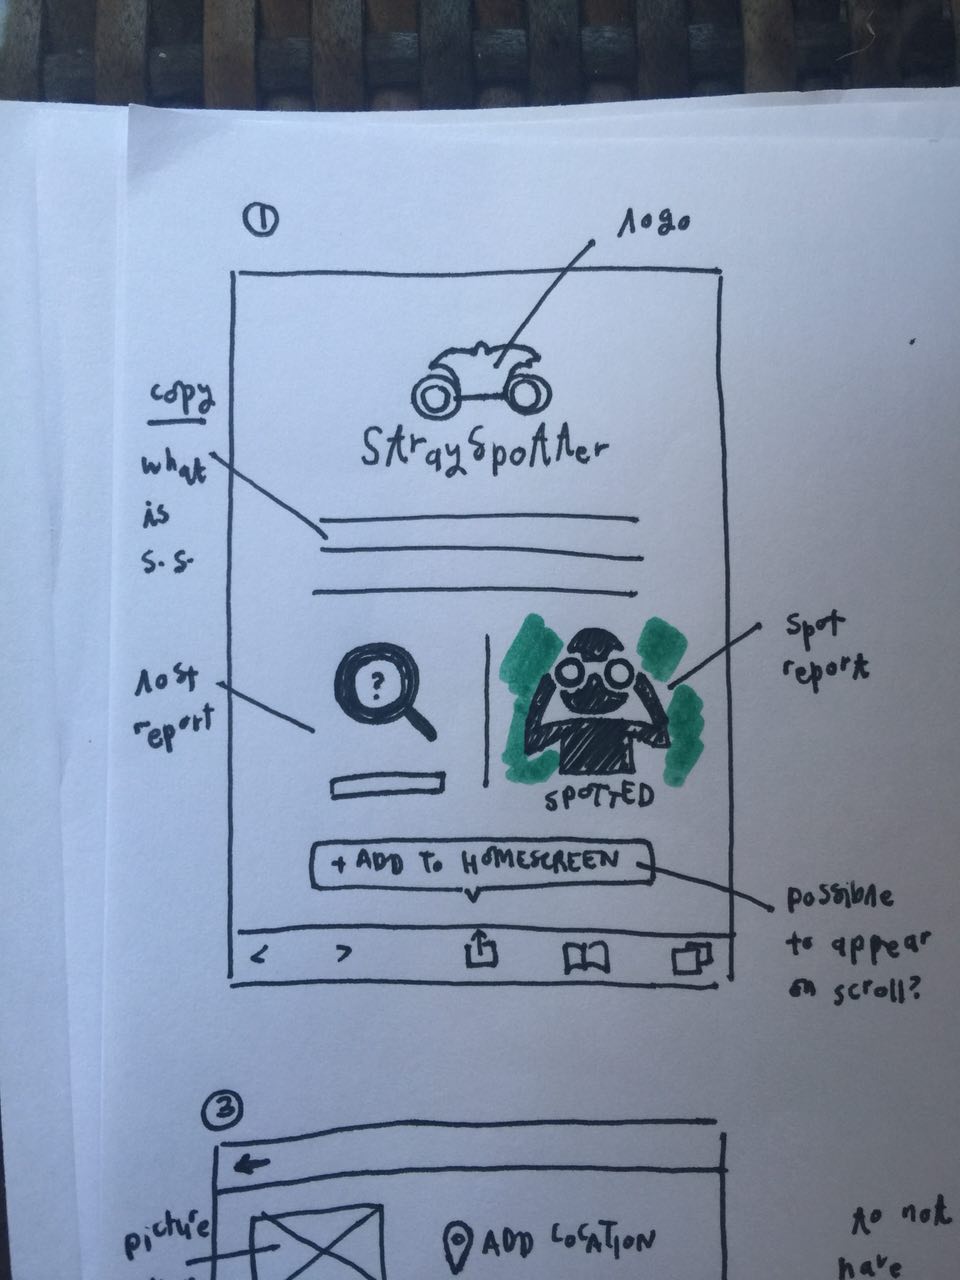 1
logo
copy
what
is
S.S.
StraySpotter
lost
report
?
spot
report
SPOTTED
+ ADD TO HOMESCREEN
possible
to appear
on scroll?
< >
3
picture
ADD LOCATION
to not
have